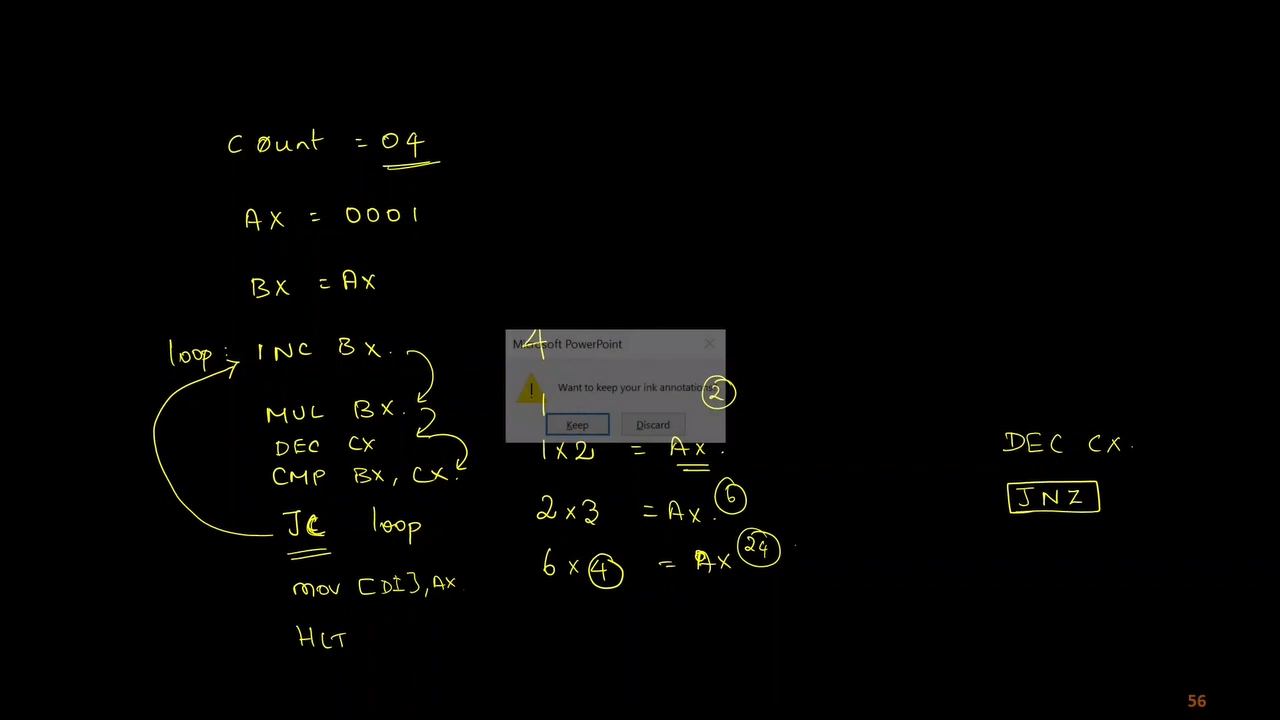 Count = 04
AX = 0001
BX = AX
loop: INC BX.
MUL BX.
DEC CX
CMP BX, CX.
JC loop
mov [DI], AX
HLT
4
Microsoft PowerPoint
Want to keep your ink annotations
Keep Discard
1
2
1x2 = AX.
2x3 = AX. 6
6x4 = AX 24
DEC CX.
JNZ
56